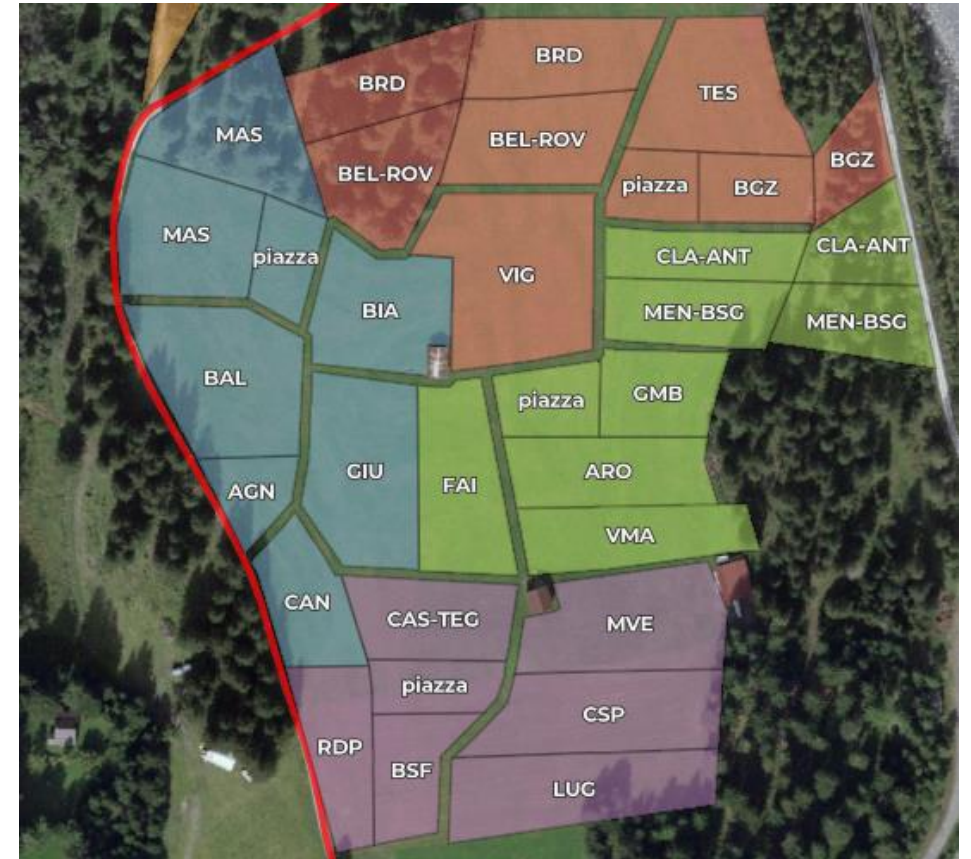 BRD
BRD
TES
MAS
BEL-ROV
BEL-ROV
BGZ
piazza
BGZ
MAS
piazza
VIG
CLA-ANT
CLA-ANT
BIA
MEN-BSG
MEN-BSG
BAL
piazza
GMB
AGN
GIU
FAI
ARO
VMA
CAN
CAS-TEG
MVE
piazza
CSP
RDP
BSF
LUG